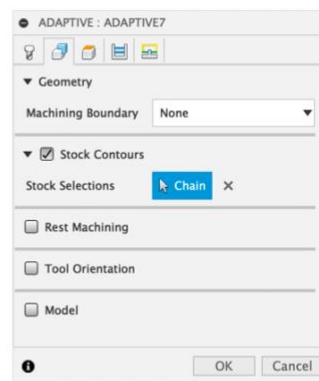 ADAPTIVE : ADAPTIVE7
Geometry
Machining Boundary None
Stock Contours
Stock Selections Chain
Rest Machining
Tool Orientation
Model
OK Cancel